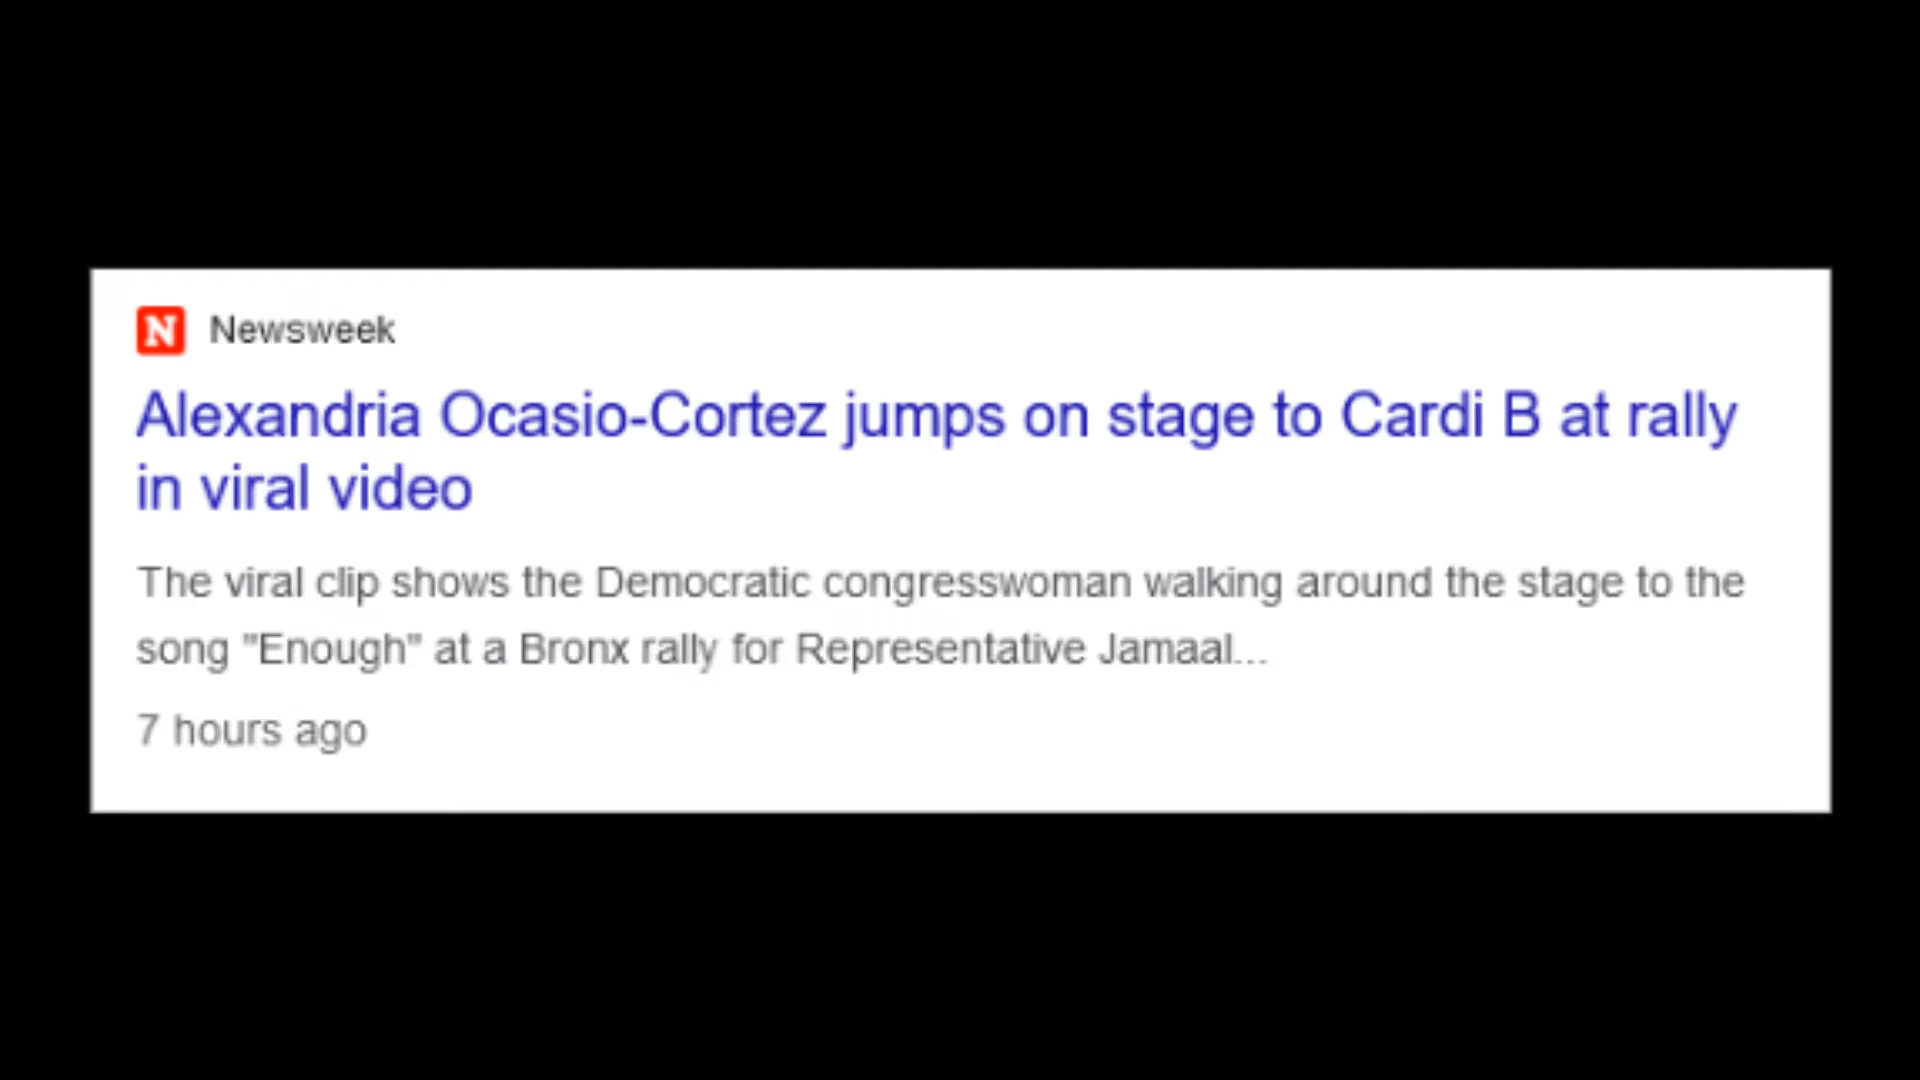 N Newsweek
Alexandria Ocasio-Cortez jumps on stage to Cardi B at rally
in viral video
The viral clip shows the Democratic congresswoman walking around the stage to the
song "Enough" at a Bronx rally for Representative Jamaal...
7 hours ago